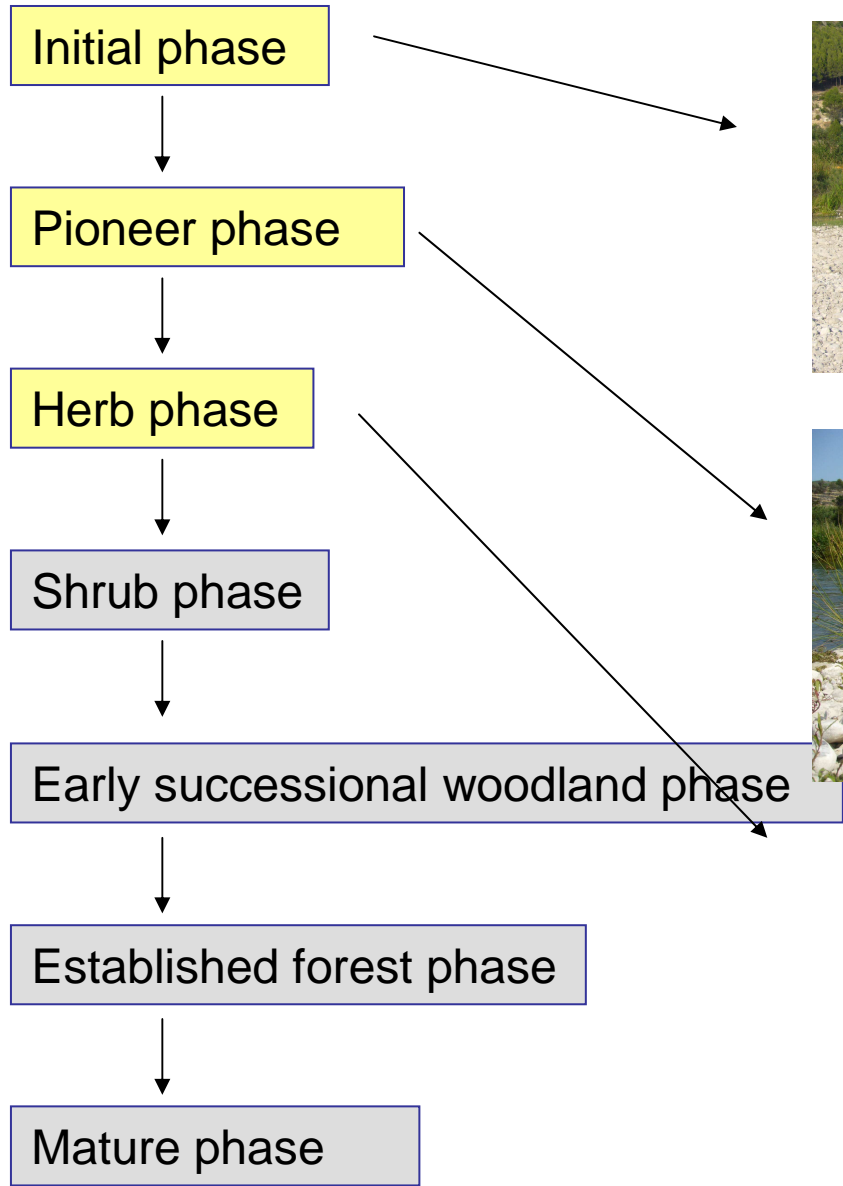 Initial phase
Pioneer phase
Herb phase
Shrub phase
Early successional woodland phase
Established forest phase
Mature phase